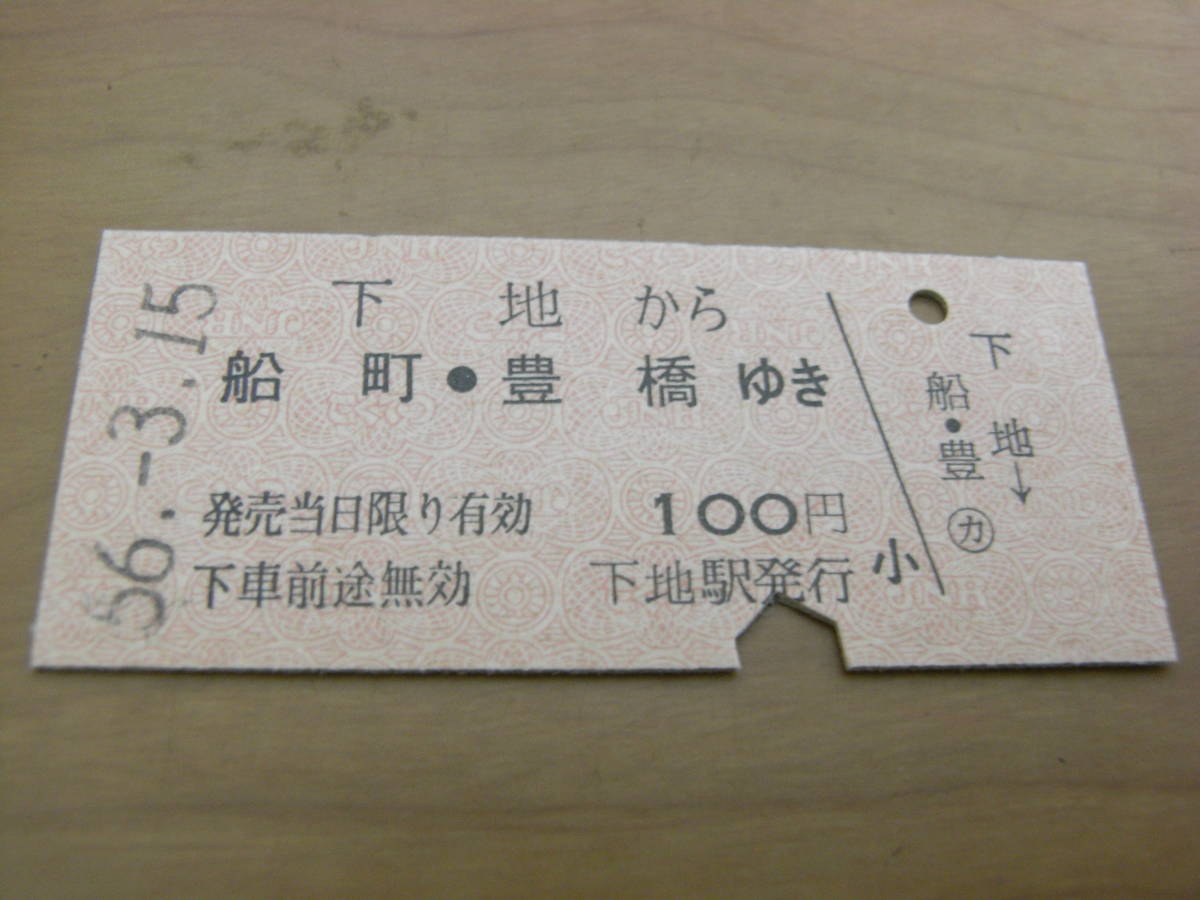 56.-3.15
下地から
船町●豊橋ゆき
発売当日限り有効 100円
下車前途無効 下地駅発行
小
下地→
船・豊
㋕
JNR